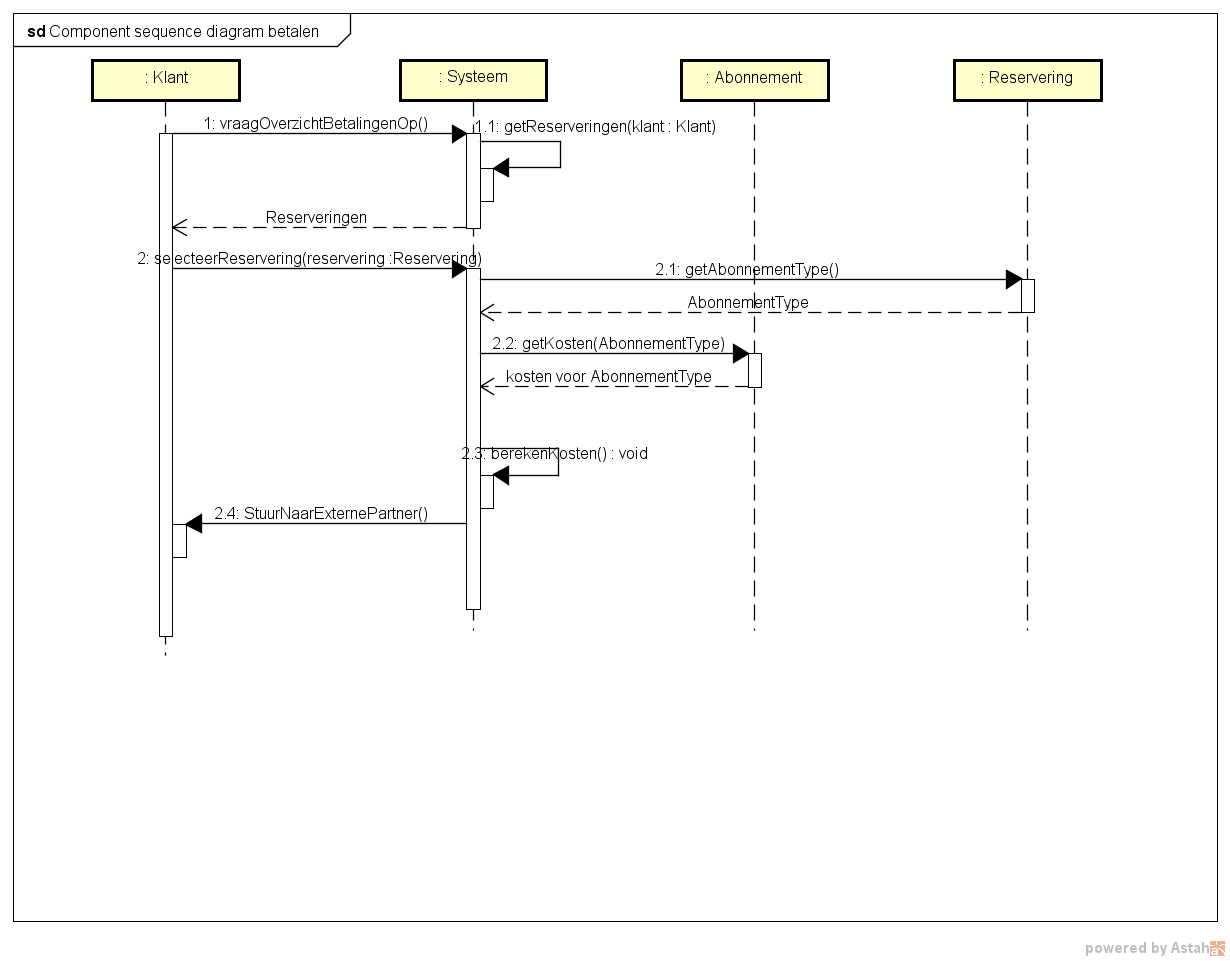 sd Component sequence diagram betalen
: Klant
: Systeem
: Abonnement
: Reservering
1: vraagOverzichtBetalingenOp()
1.1: getReserveringen(klant : Klant)
Reserveringen
2: selecteerReservering(reservering :Reservering)
2.1: getAbonnementType()
AbonnementType
2.2: getKosten(AbonnementType)
kosten voor AbonnementType
2.3: berekenKosten() : void
2.4: StuurNaarExternePartner()
powered by Astah